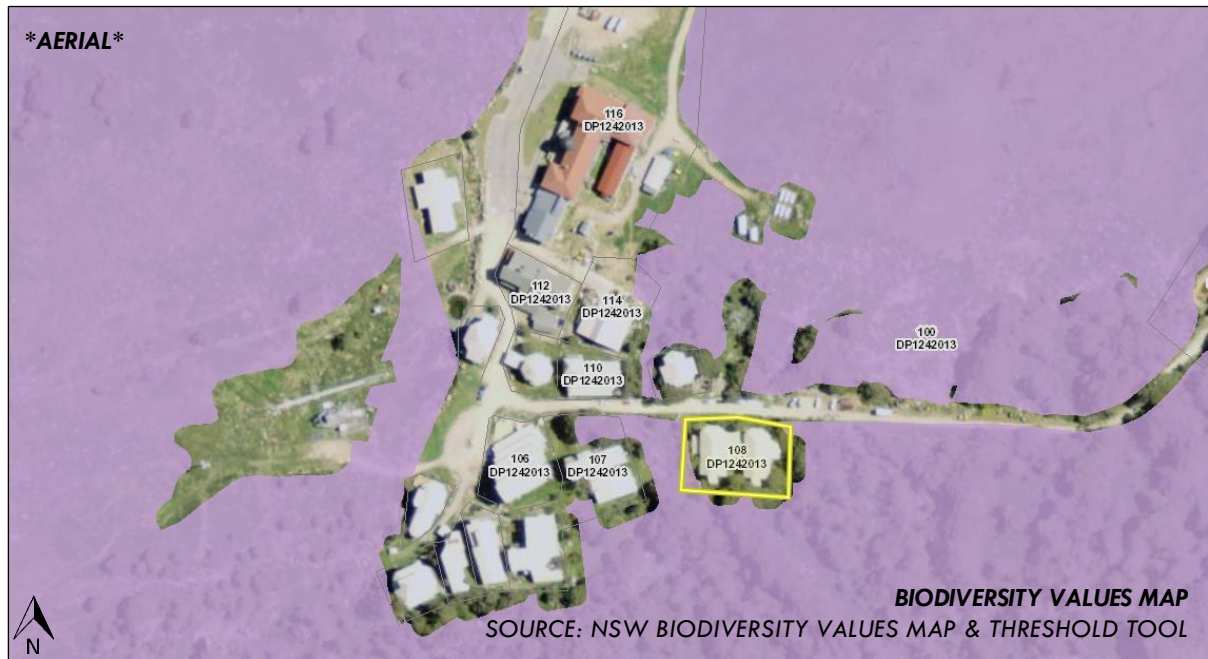 *AERIAL*
116
DP1242013
112
DP1242013
114
DP1242013
100
DP1242013
110
DP1242013
108
DP1242013
106
DP1242013
107
DP1242013
BIODIVERSITY VALUES MAP
SOURCE: NSW BIODIVERSITY VALUES MAP & THRESHOLD TOOL
N